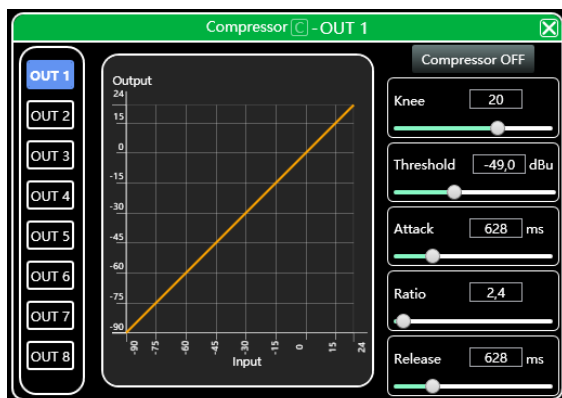 Compressor C - OUT 1
OUT 1
OUT 2
OUT 3
OUT 4
OUT 5
OUT 6
OUT 7
OUT 8
Output
24
15
0
-15
-30
-45
-60
-75
-90
-90 -75 -60 -45 -30 -15 0 15 24
Input
Compressor OFF
Knee 20
Threshold -49,0 dBu
Attack 628 ms
Ratio 2,4
Release 628 ms